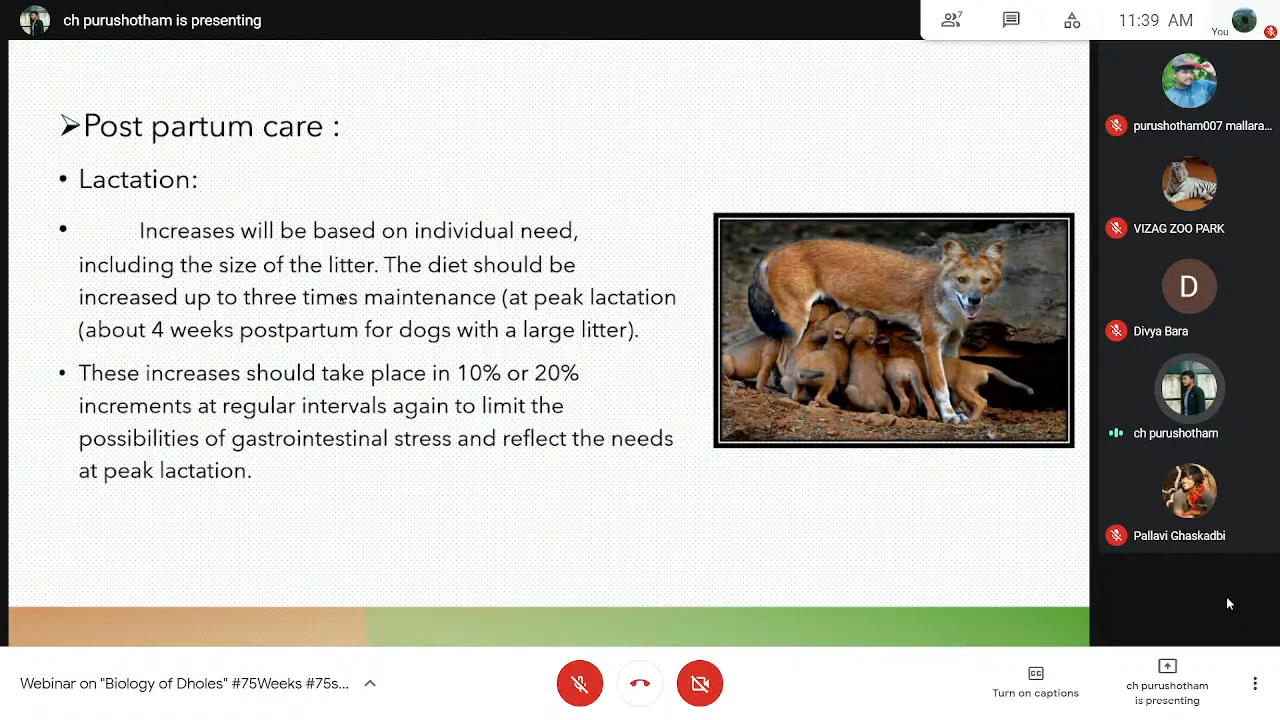 ch purushotham is presenting
7
11:39 AM
You
➢Post partum care :
• Lactation:
• Increases will be based on individual need,
including the size of the litter. The diet should be
increased up to three times maintenance (at peak lactation
(about 4 weeks postpartum for dogs with a large litter).
• These increases should take place in 10% or 20%
increments at regular intervals again to limit the
possibilities of gastrointestinal stress and reflect the needs
at peak lactation.
purushotham007 mallara...
VIZAG ZOO PARK
D
Divya Bara
ch purushotham
Pallavi Ghaskadbi
Webinar on "Biology of Dholes" #75Weeks #75s...
CC
Turn on captions
ch purushotham
is presenting